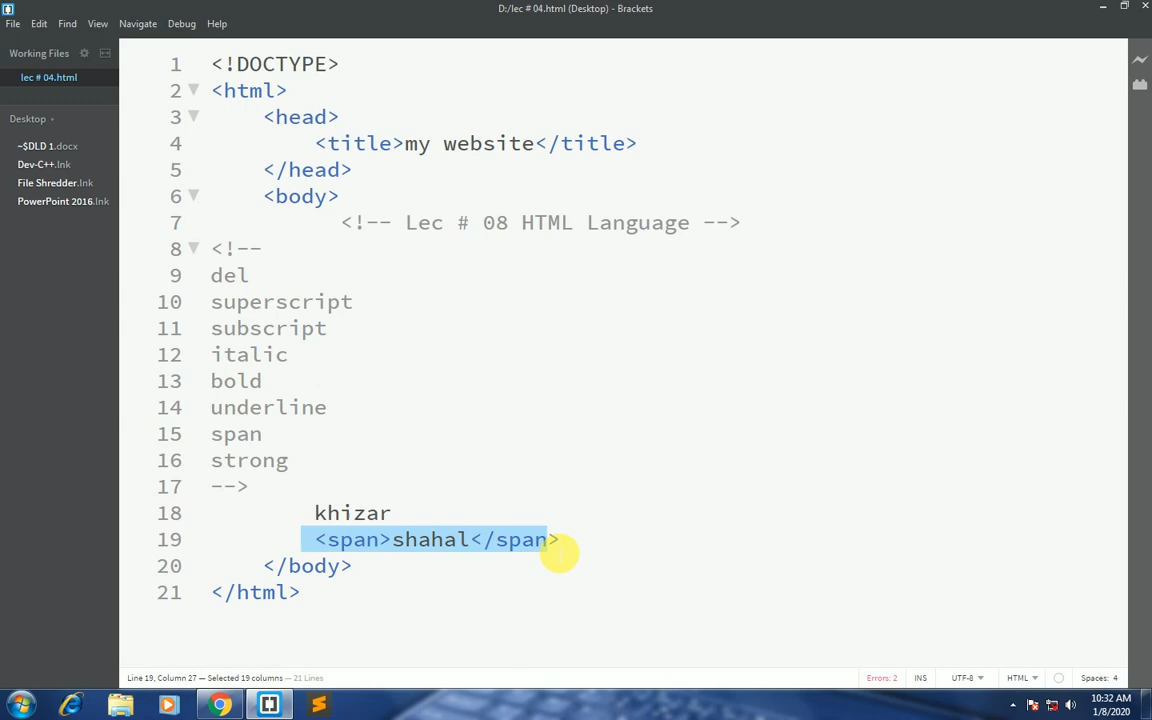 D:/lec # 04.html (Desktop) - Brackets
File Edit Find View Navigate Debug Help
Working Files
lec # 04.html
Desktop
~$DLD 1.docx
Dev-C++.lnk
File Shredder.lnk
PowerPoint 2016.lnk
1 <!DOCTYPE>
2 <html>
3 <head>
4 <title>my website</title>
5 </head>
6 <body>
7 <!-- Lec # 08 HTML Language -->
8 <!--
9 del
10 superscript
11 subscript
12 italic
13 bold
14 underline
15 span
16 strong
17 -->
18 khizar
19 <span>shahal</span>
20 </body>
21 </html>
Line 19, Column 27 — Selected 19 columns — 21 Lines
Errors: 2 INS UTF-8 HTML Spaces: 4
10:32 AM
1/8/2020